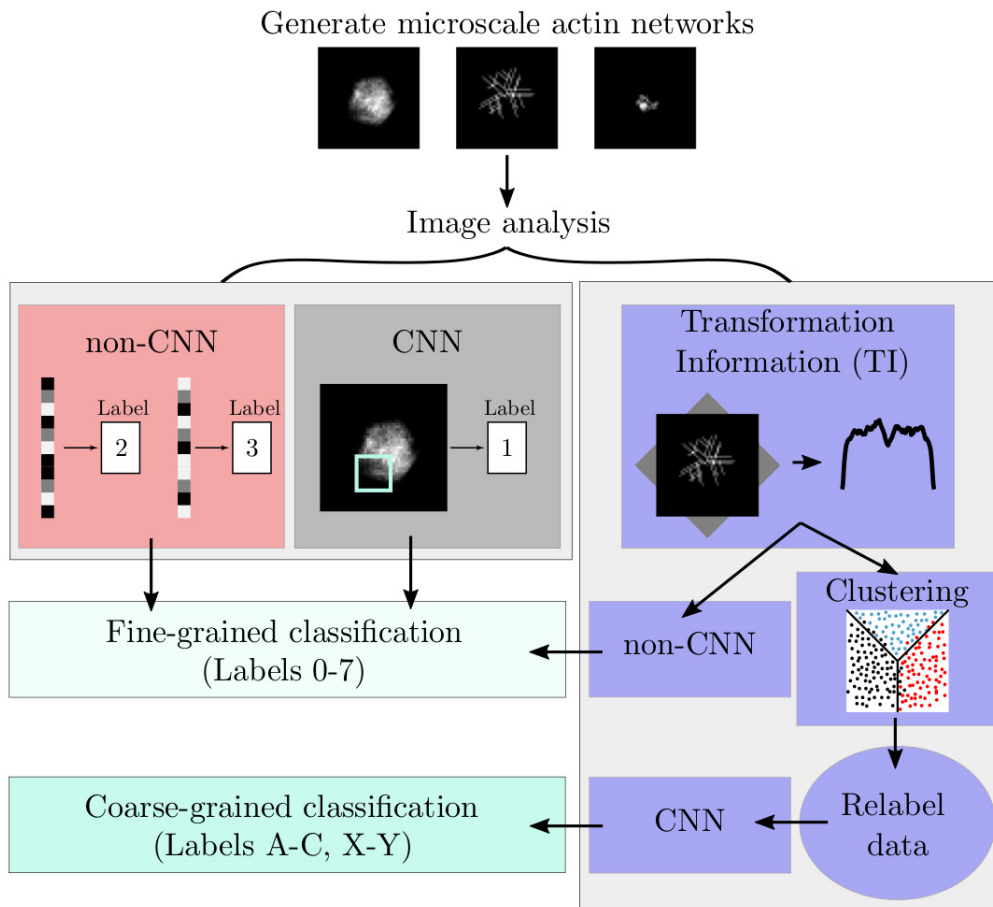 Generate microscale actin networks
Image analysis
non-CNN
Label
2
Label
3
CNN
Label
1
Transformation
Information (TI)
Clustering
Fine-grained classification
(Labels 0-7)
non-CNN
Coarse-grained classification
(Labels A-C, X-Y)
CNN
Relabel
data